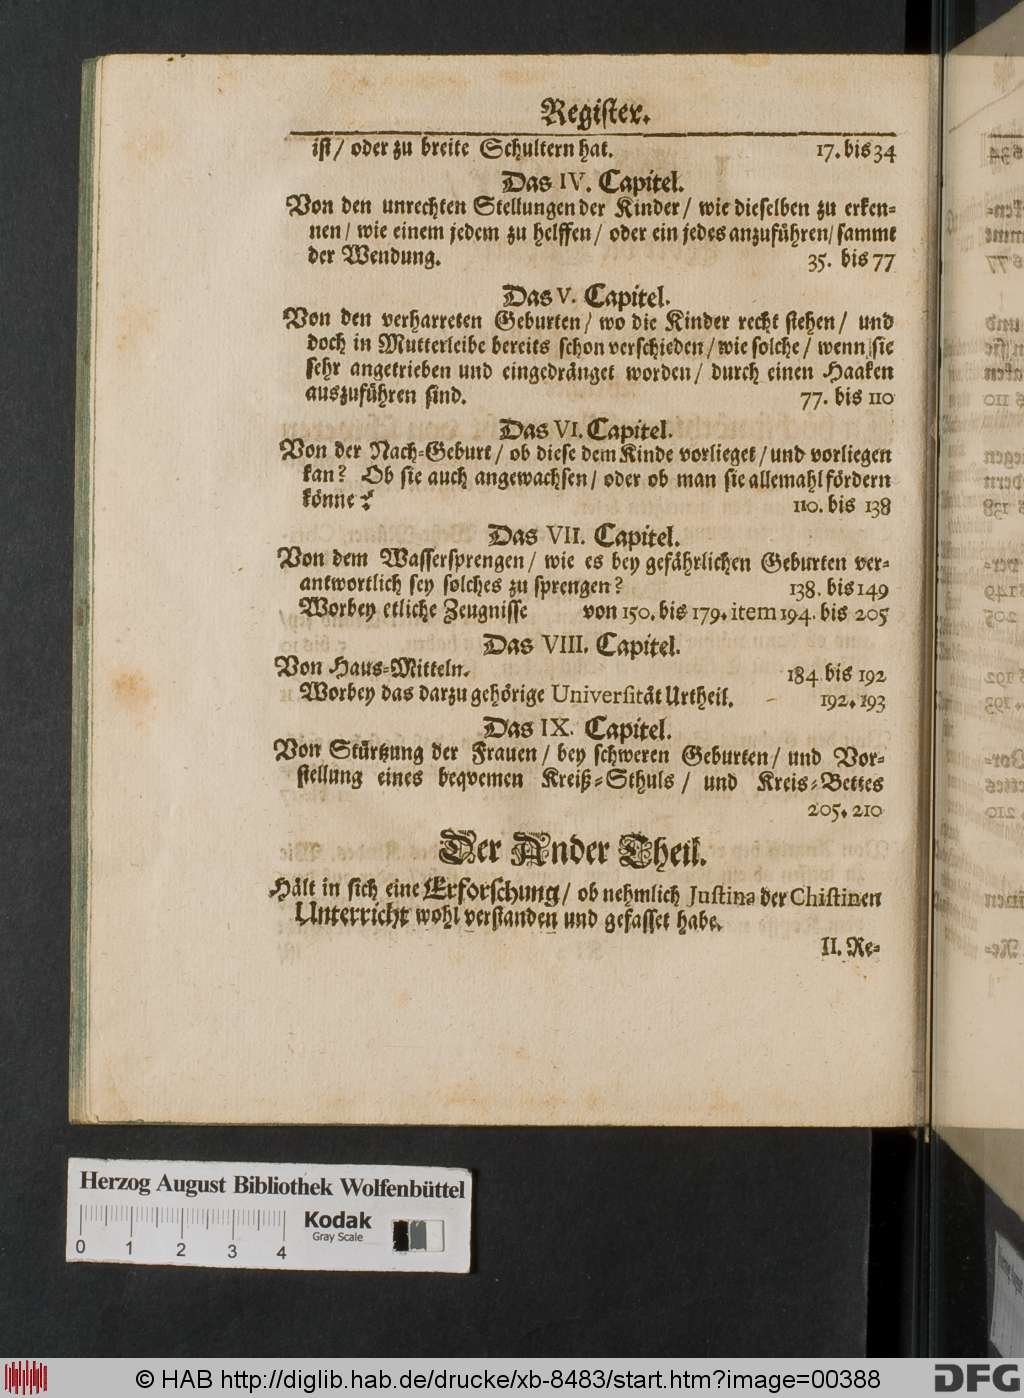 Register.
ist/ oder zu breite Schultern hat. 17. bis 34
Das IV. Capitel.
Von den unrechten Stellungen der Kinder/ wie dieselben zu erken-
nen/ wie einem jedem zu helffen/ oder ein jedes anzuführen/ sammt
der Wendung. 35. bis 77
Das V. Capitel.
Von den verharreten Geburten/ wo die Kinder recht stehen/ und
doch in Mutterleibe bereits schon verschieden/ wie solche/ wenn sie
sehr angetrieben und eingedränget worden/ durch einen Haaken
auszuführen sind. 77. bis 110
Das VI. Capitel.
Von der Nach-Geburt/ ob diese dem Kinde vorlieget/ und vorliegen
kan? Ob sie auch angewachsen/ oder ob man sie allemahl fördern
könne? 110. bis 138
Das VII. Capitel.
Von dem Wassersprengen/ wie es bey gefährlichen Geburten ver-
antwortlich sey solches zu sprengen? 138. bis 149
Worbey etliche Zeugnisse von 150. bis 179. item 194. bis 205
Das VIII. Capitel.
Von Haus-Mitteln. 184 bis 192
Worbey das darzu gehörige Universität Urtheil. 192. 193
Das IX. Capitel.
Von Stürtzung der Frauen/ bey schweren Geburten/ und Vor-
stellung eines beqvemen Kreiß-Sthuls/ und Kreis-Bettes
205. 210
Der Ander Theil.
Hält in sich eine Erforschung/ ob nehmlich Justina der Chistinen
Unterricht wohl verstanden und gefasset habe.
II. Re-
Herzog August Bibliothek Wolfenbüttel
Kodak
Gray Scale
0 1 2 3 4
© HAB http://diglib.hab.de/drucke/xb-8483/start.htm?image=00388
DFG